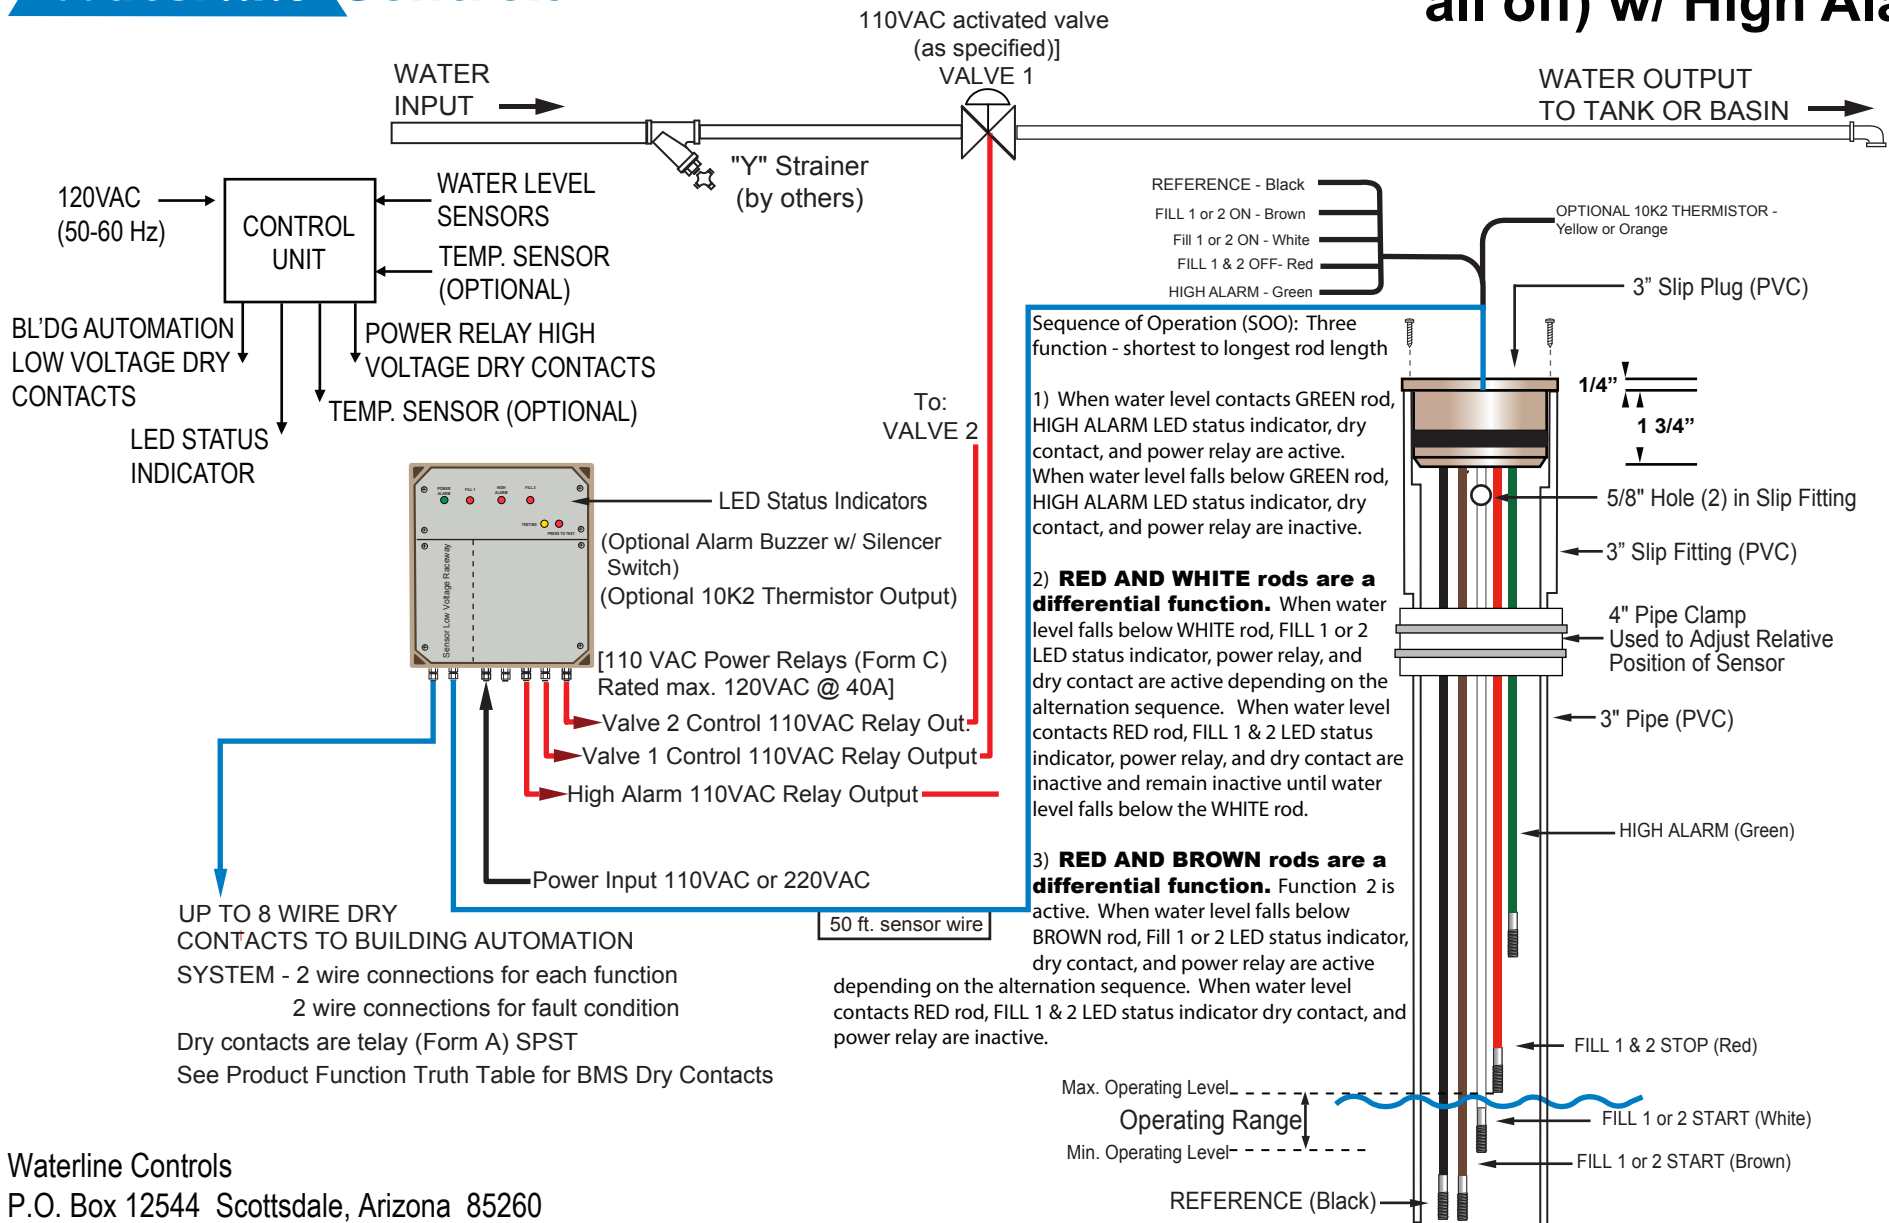 all off) w/ High Ala
110VAC activated valve
(as specified)]
VALVE 1
WATER
INPUT
WATER OUTPUT
TO TANK OR BASIN
"Y" Strainer
(by others)
120VAC
(50-60 Hz)
CONTROL
UNIT
WATER LEVEL
SENSORS
TEMP. SENSOR
(OPTIONAL)
BL'DG AUTOMATION
LOW VOLTAGE DRY
CONTACTS
POWER RELAY HIGH
VOLTAGE DRY CONTACTS
TEMP. SENSOR (OPTIONAL)
LED STATUS
INDICATOR
REFERENCE - Black
FILL 1 or 2 ON - Brown
Fill 1 or 2 ON - White
FILL 1 & 2 OFF- Red
HIGH ALARM - Green
OPTIONAL 10K2 THERMISTOR -
Yellow or Orange
3” Slip Plug (PVC)
1/4”
1 3/4”
5/8" Hole (2) in Slip Fitting
3” Slip Fitting (PVC)
4" Pipe Clamp
Used to Adjust Relative
Position of Sensor
3" Pipe (PVC)
HIGH ALARM (Green)
FILL 1 & 2 STOP (Red)
FILL 1 or 2 START (White)
FILL 1 or 2 START (Brown)
REFERENCE (Black)
Max. Operating Level
Operating Range
Min. Operating Level
To:
VALVE 2
POWER
ALARM
FILL 1
HIGH
ALARM
FILL 2
TESTING
PRESS TO TEST
Sensor Low Voltage Raceway
LED Status Indicators
(Optional Alarm Buzzer w/ Silencer
Switch)
(Optional 10K2 Thermistor Output)
[110 VAC Power Relays (Form C)
Rated max. 120VAC @ 40A]
Valve 2 Control 110VAC Relay Out.
Valve 1 Control 110VAC Relay Output
High Alarm 110VAC Relay Output
Power Input 110VAC or 220VAC
50 ft. sensor wire
Sequence of Operation (SOO): Three
function - shortest to longest rod length
1) When water level contacts GREEN rod,
HIGH ALARM LED status indicator, dry
contact, and power relay are active.
When water level falls below GREEN rod,
HIGH ALARM LED status indicator, dry
contact, and power relay are inactive.
2) RED AND WHITE rods are a
differential function. When water
level falls below WHITE rod, FILL 1 or 2
LED status indicator, power relay, and
dry contact are active depending on the
alternation sequence. When water level
contacts RED rod, FILL 1 & 2 LED status
indicator, power relay, and dry contact are
inactive and remain inactive until water
level falls below the WHITE rod.
3) RED AND BROWN rods are a
differential function. Function 2 is
active. When water level falls below
BROWN rod, Fill 1 or 2 LED status indicator,
dry contact, and power relay are active
depending on the alternation sequence. When water level
contacts RED rod, FILL 1 & 2 LED status indicator dry contact, and
power relay are inactive.
UP TO 8 WIRE DRY
CONTACTS TO BUILDING AUTOMATION
SYSTEM - 2 wire connections for each function
2 wire connections for fault condition
Dry contacts are telay (Form A) SPST
See Product Function Truth Table for BMS Dry Contacts
Waterline Controls
P.O. Box 12544 Scottsdale, Arizona 85260